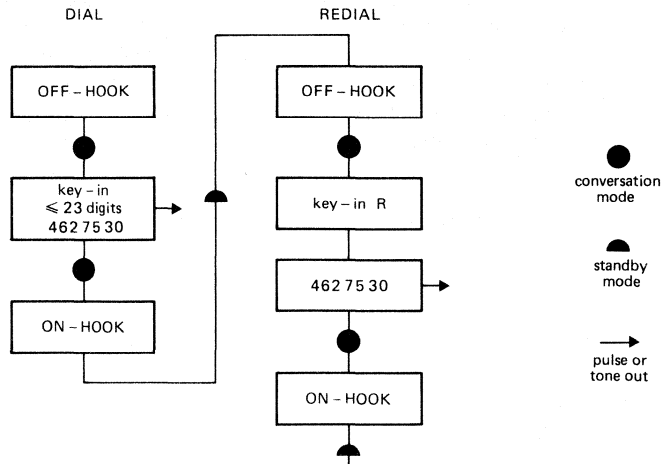 DIAL
OFF – HOOK
key – in
⩽ 23 digits
462 75 30
ON – HOOK
REDIAL
OFF – HOOK
key – in R
462 75 30
ON – HOOK
conversation
mode
standby
mode
pulse or
tone out